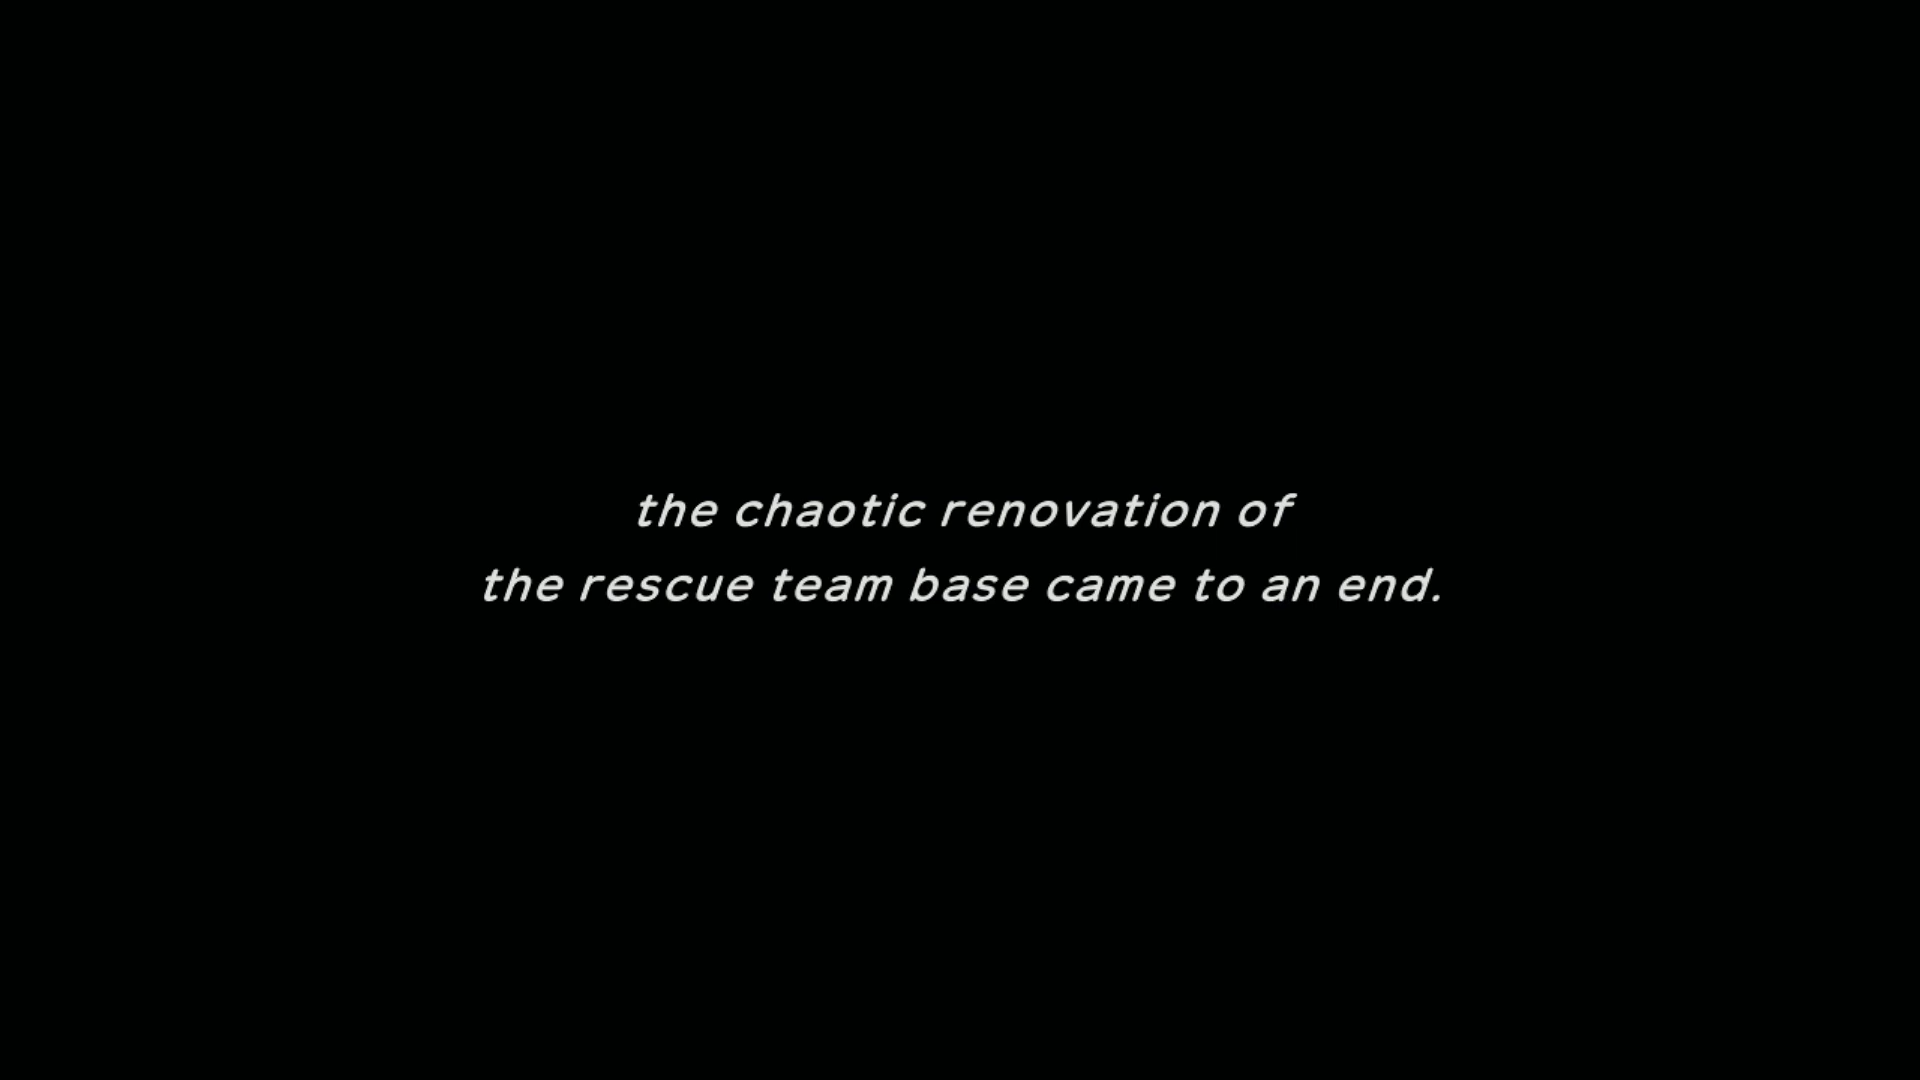 the chaotic renovation of
the rescue team base came to an end.